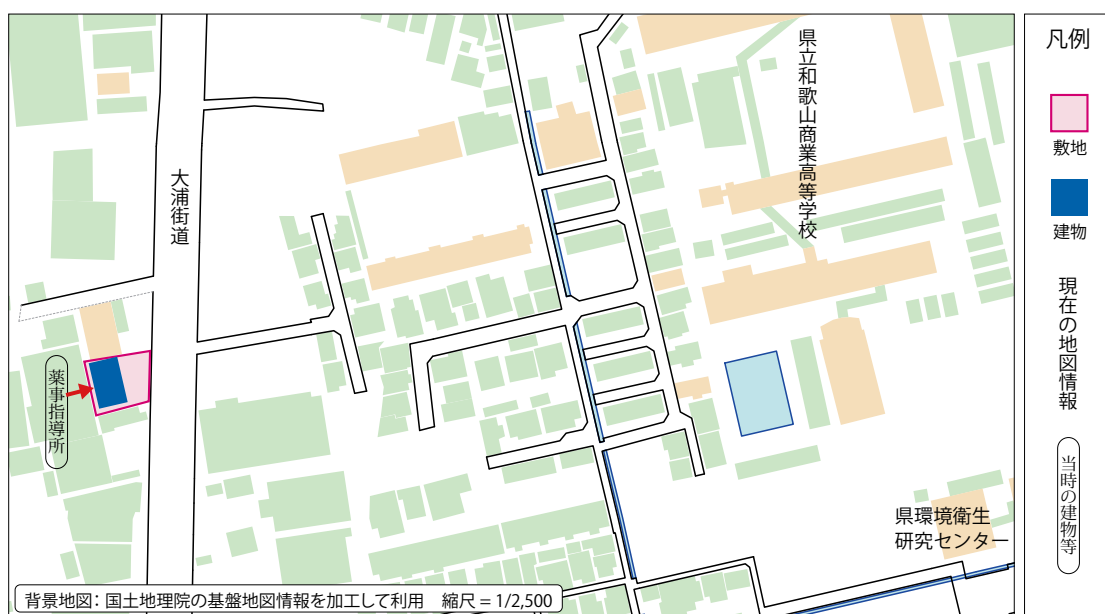 県立和歌山商業高等学校
大浦街道
薬事指導所
県環境衛生
研究センター
背景地図:国土地理院の基盤地図情報を加工して利用　縮尺=1/2,500
凡例
敷地
建物
現在の地図情報
当時の建物等